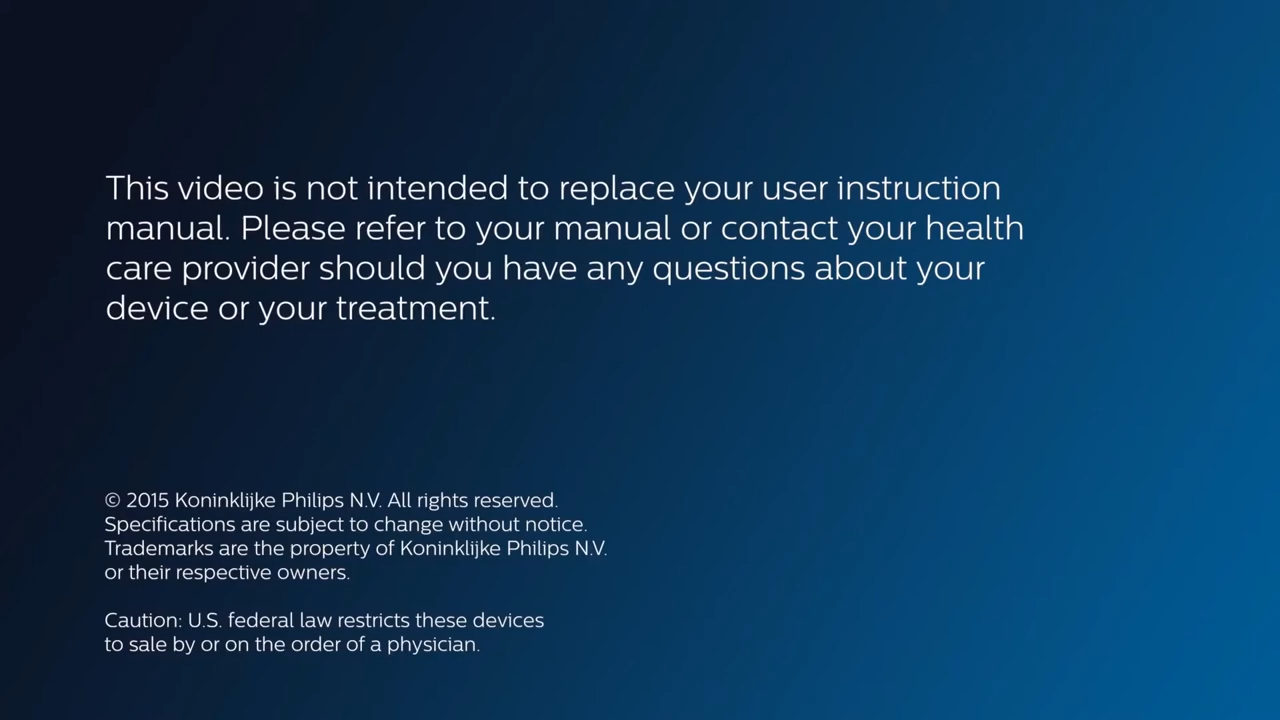 This video is not intended to replace your user instruction
manual. Please refer to your manual or contact your health
care provider should you have any questions about your
device or your treatment.
© 2015 Koninklijke Philips N.V. All rights reserved.
Specifications are subject to change without notice.
Trademarks are the property of Koninklijke Philips N.V.
or their respective owners.
Caution: U.S. federal law restricts these devices
to sale by or on the order of a physician.